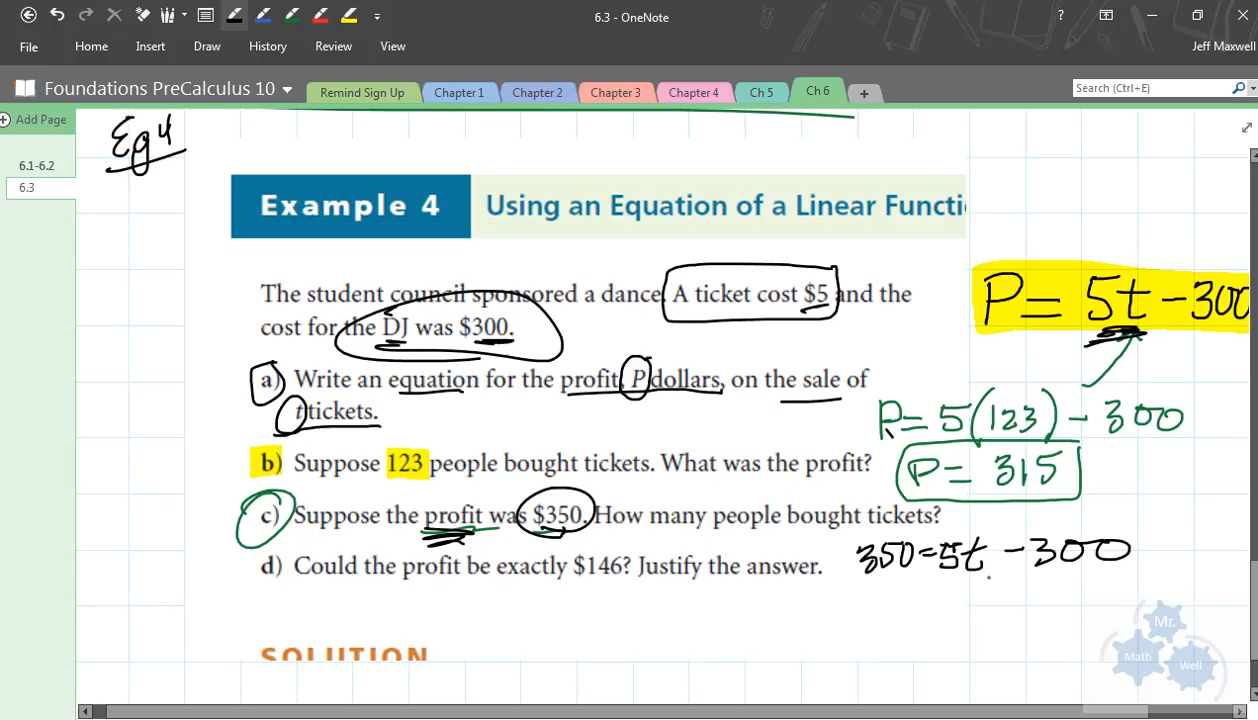 6.3 - OneNote
?
File
Home
Insert
Draw
History
Review
View
Jeff Maxwell
Foundations PreCalculus 10
Remind Sign Up
Chapter 1
Chapter 2
Chapter 3
Chapter 4
Ch 5
Ch 6
Search (Ctrl+E)
Add Page
6.1-6.2
6.3
Eg 4
Example 4
Using an Equation of a Linear Functi
The student council sponsored a dance. A ticket cost $5 and the
cost for the DJ was $300.
a) Write an equation for the profit, P dollars, on the sale of
t tickets.
b) Suppose 123 people bought tickets. What was the profit?
c) Suppose the profit was $350. How many people bought tickets?
d) Could the profit be exactly $146? Justify the answer.
SOLUTION
P = 5t - 300
P = 5(123) - 300
P = 315
350 = 5t - 300
Mr.
Math
Well